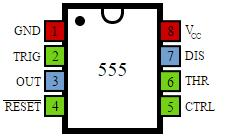 GND 1 8 Vcc
TRIG 2 7 DIS
555
OUT 3 6 THR
RESET 4 5 CTRL